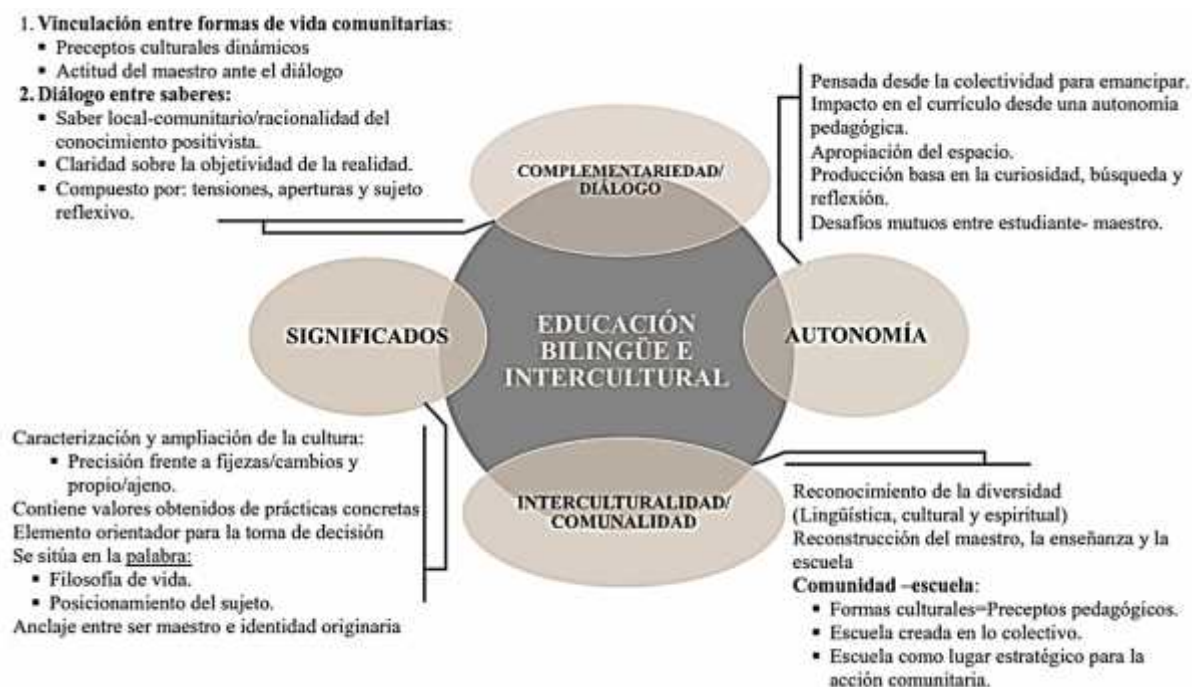 1. Vinculación entre formas de vida comunitarias:
▪ Preceptos culturales dinámicos
▪ Actitud del maestro ante el diálogo
2. Diálogo entre saberes:
▪ Saber local-comunitario/racionalidad del
conocimiento positivista.
▪ Claridad sobre la objetividad de la realidad.
▪ Compuesto por: tensiones, aperturas y sujeto
reflexivo.
COMPLEMENTARIEDAD/
DIÁLOGO
Pensada desde la colectividad para emancipar.
Impacto en el currículo desde una autonomía
pedagógica.
Apropiación del espacio.
Producción basa en la curiosidad, búsqueda y
reflexión.
Desafíos mutuos entre estudiante- maestro.
SIGNIFICADOS
EDUCACIÓN
BILINGÜE E
INTERCULTURAL
AUTONOMÍA
Caracterización y ampliación de la cultura:
▪ Precisión frente a fijezas/cambios y
propio/ajeno.
Contiene valores obtenidos de prácticas concretas
Elemento orientador para la toma de decisión
Se sitúa en la palabra:
▪ Filosofía de vida.
▪ Posicionamiento del sujeto.
Anclaje entre ser maestro e identidad originaria
INTERCULTURALIDAD/
COMUNALIDAD
Reconocimiento de la diversidad
(Lingüística, cultural y espiritual)
Reconstrucción del maestro, la enseñanza y la
escuela
Comunidad –escuela:
▪ Formas culturales=Preceptos pedagógicos.
▪ Escuela creada en lo colectivo.
▪ Escuela como lugar estratégico para la
acción comunitaria.